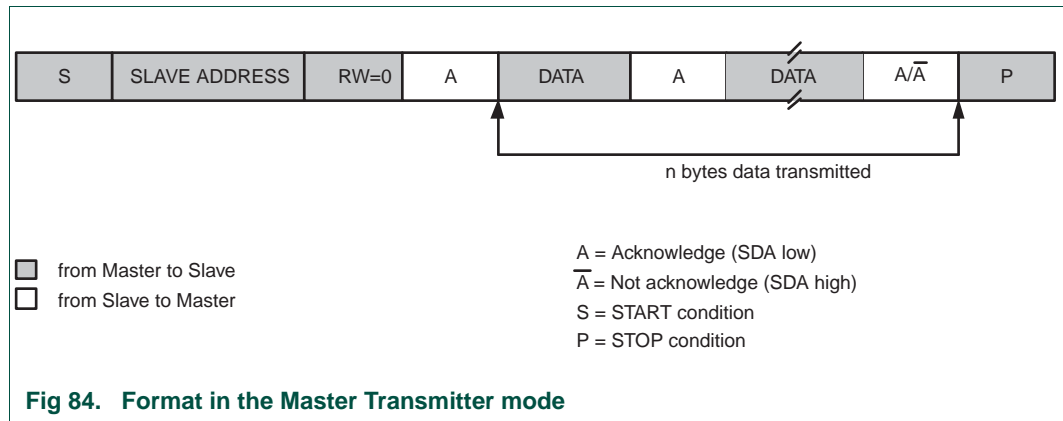 S SLAVE ADDRESS RW=0 A DATA A DATA A/A̅ P
n bytes data transmitted
from Master to Slave
from Slave to Master
A = Acknowledge (SDA low)
A̅ = Not acknowledge (SDA high)
S = START condition
P = STOP condition
Fig 84. Format in the Master Transmitter mode